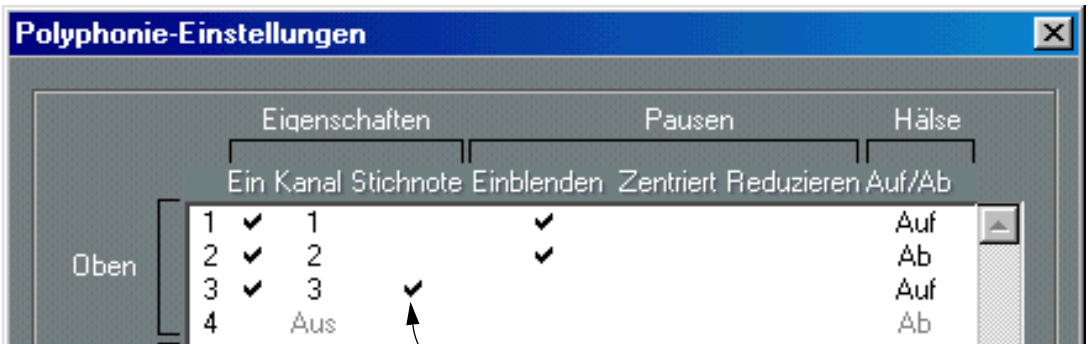 Polyphonie-Einstellungen
Eigenschaften Pausen Hälse
Ein Kanal Stichnote Einblenden Zentriert Reduzieren Auf/Ab
Oben
1 ✔ 1 ✔ Auf
2 ✔ 2 ✔ Ab
3 ✔ 3 ✔ Auf
4 Aus Ab